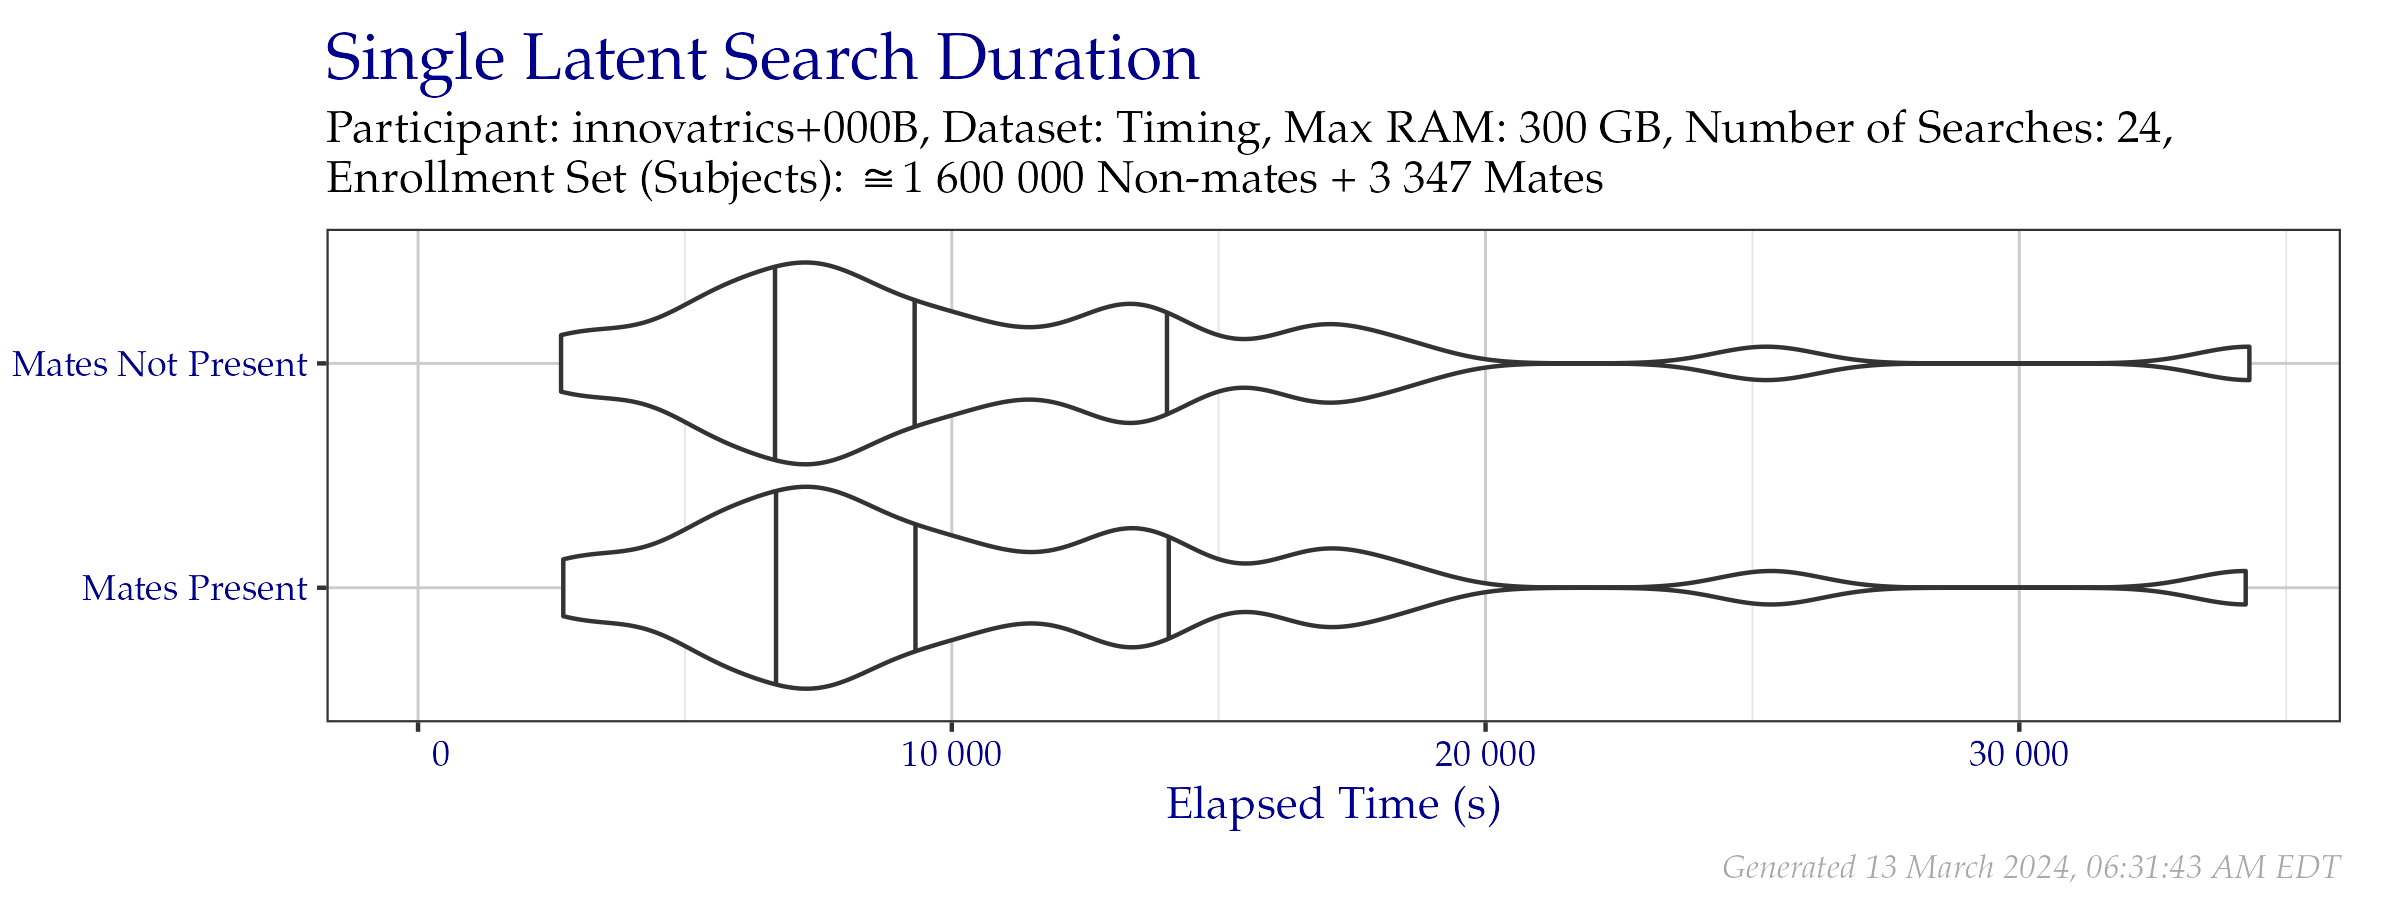 Single Latent Search Duration
Participant: innovatrics+000B, Dataset: Timing, Max RAM: 300 GB, Number of Searches: 24,
Enrollment Set (Subjects): ≅ 1 600 000 Non-mates + 3 347 Mates
Mates Not Present
Mates Present
0 10 000 20 000 30 000
Elapsed Time (s)
Generated 13 March 2024, 06:31:43 AM EDT